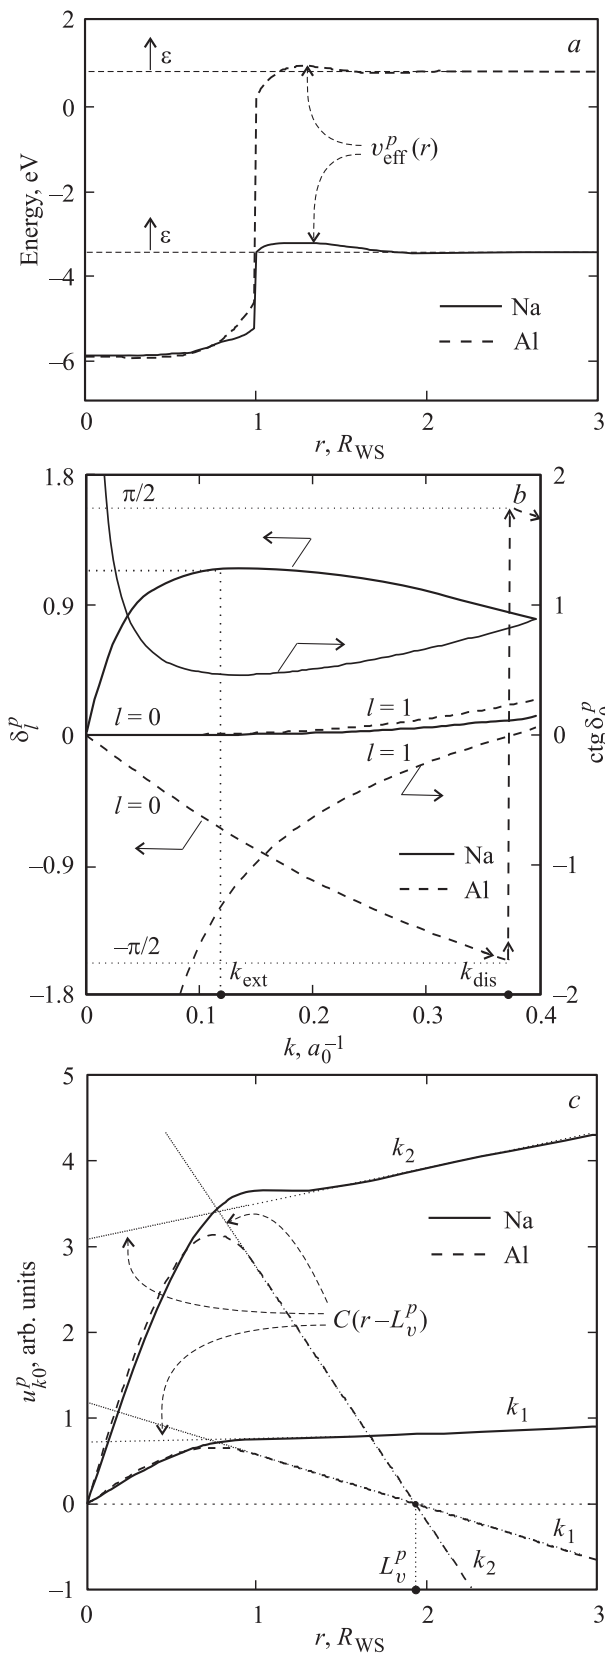 a
2
0
−2
−4
−6
Energy, eV
ε
ε
v^p_eff (r)
Na
Al
0
1
2
3
r, R_WS
b
1.8
0.9
0
−0.9
−1.8
δ^p_l
2
1
0
−1
−2
ctg δ^p_0
π/2
l = 0
l = 1
l = 1
l = 0
−π/2
Na
Al
k_ext
k_dis
0
0.1
0.2
0.3
0.4
k, a_0^−1
c
5
4
3
2
1
0
−1
u^p_k0, arb. units
k_2
Na
Al
C(r−L^p_v)
k_1
k_1
k_2
L^p_v
0
1
2
3
r, R_WS